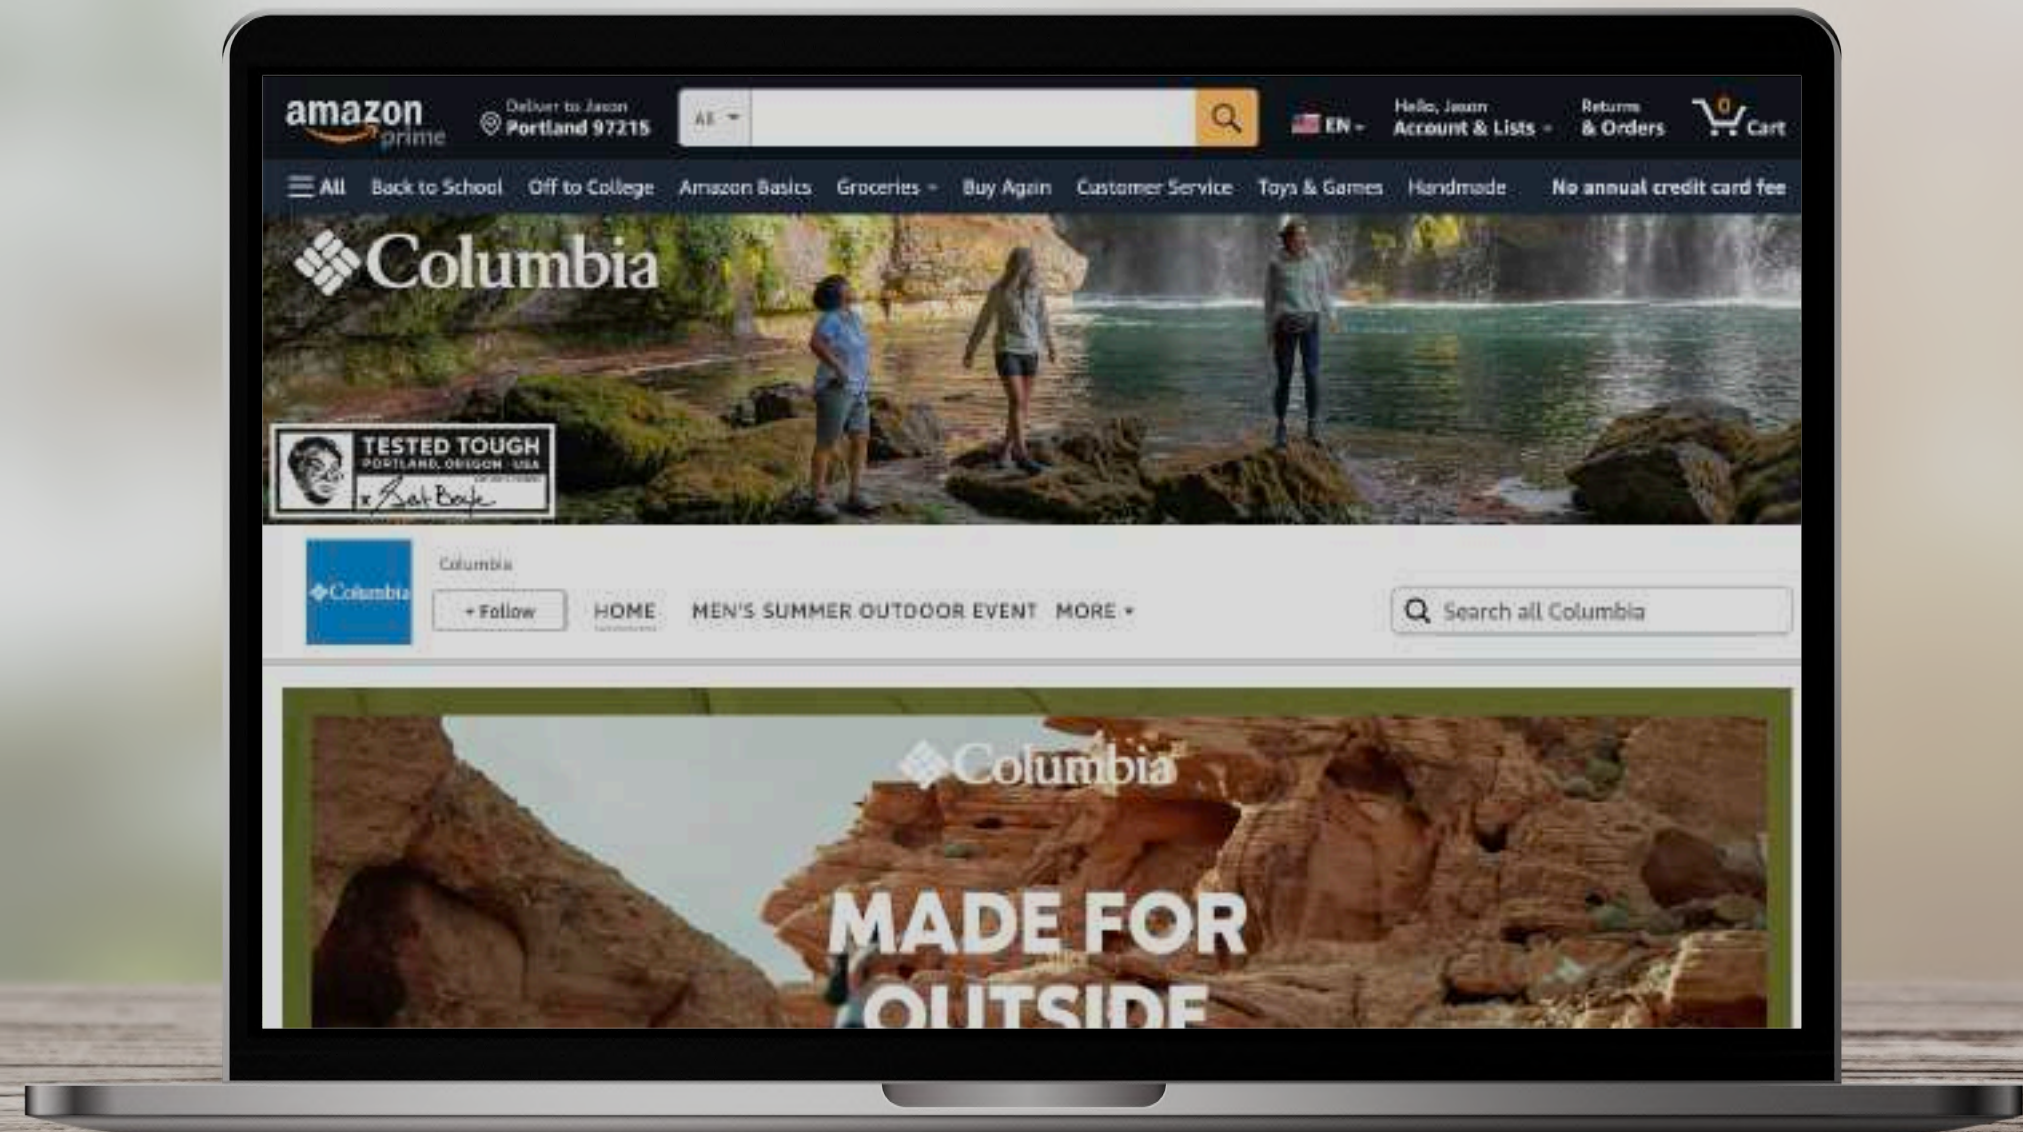 amazon
prime
Deliver to Jason
Portland 97215
All
EN
Hello, Jason
Account & Lists
Returns
& Orders
0
Cart
All
Back to School
Off to College
Amazon Basics
Groceries
Buy Again
Customer Service
Toys & Games
Handmade
No annual credit card fee
Columbia
TESTED TOUGH
PORTLAND, OREGON USA
x
Columbia
Columbia
+ Follow
HOME
MEN'S SUMMER OUTDOOR EVENT
MORE
Search all Columbia
Columbia
MADE FOR
OUTSIDE